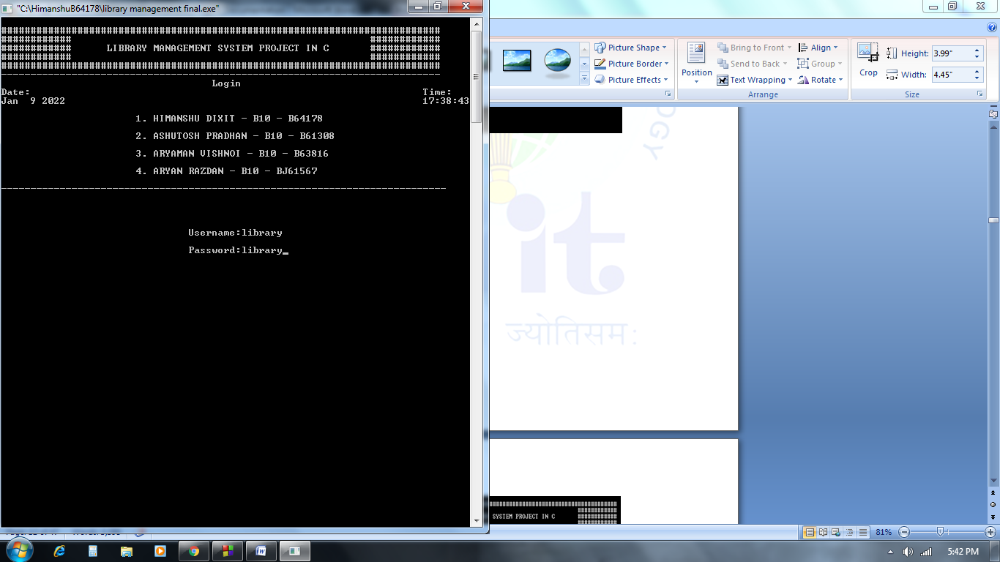 "C:\HimanshuB64178\library management final.exe"
###########################################################################
############                                                   ############
############      LIBRARY MANAGEMENT SYSTEM PROJECT IN C       ############
############                                                   ############
###########################################################################
---------------------------------------------------------------------------
Login
Date: Time:
Jan  9 2022 17:38:43
1. HIMANSHU DIXIT - B10 - B64178
2. ASHUTOSH PRADHAN - B10 - B61308
3. ARYAMAN VISHNOI - B10 - B63816
4. ARYAN RAZDAN - B10 - BJ61567
----------------------------------------------------------------------------
Username:library
Password:library_
Position
Picture Shape
Picture Border
Picture Effects
Bring to Front
Send to Back
Text Wrapping
Align
Group
Rotate
Arrange
Crop
Height: 3.99"
Width: 4.45"
Size
OGY
it
ज्योतिसम:
SYSTEM PROJECT IN C
81%
5:42 PM